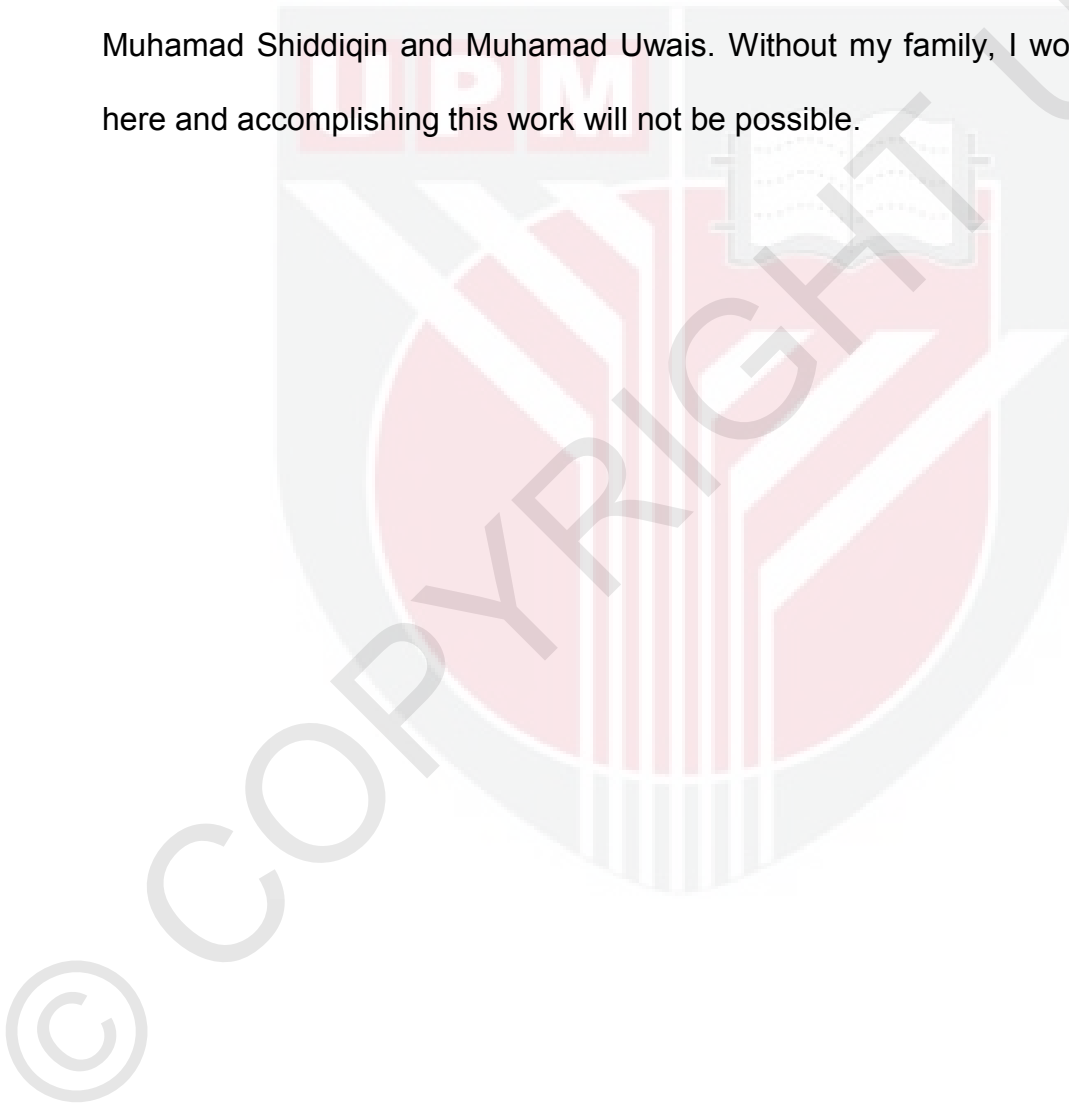 Muhamad Shiddiqin and Muhamad Uwais. Without my family, I
here and accomplishing this work will not be possible.
UPM
© COPYRIGHT